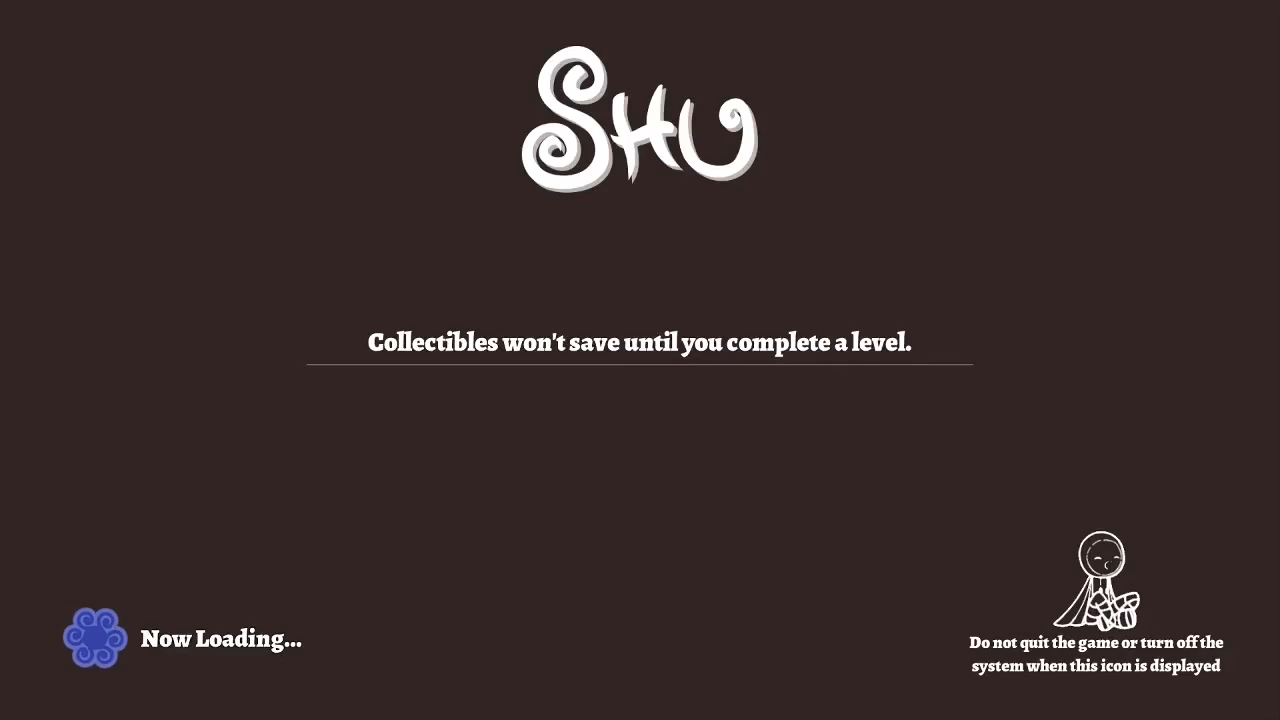 SHU
Collectibles won't save until you complete a level.
Now Loading...
Do not quit the game or turn off the
system when this icon is displayed